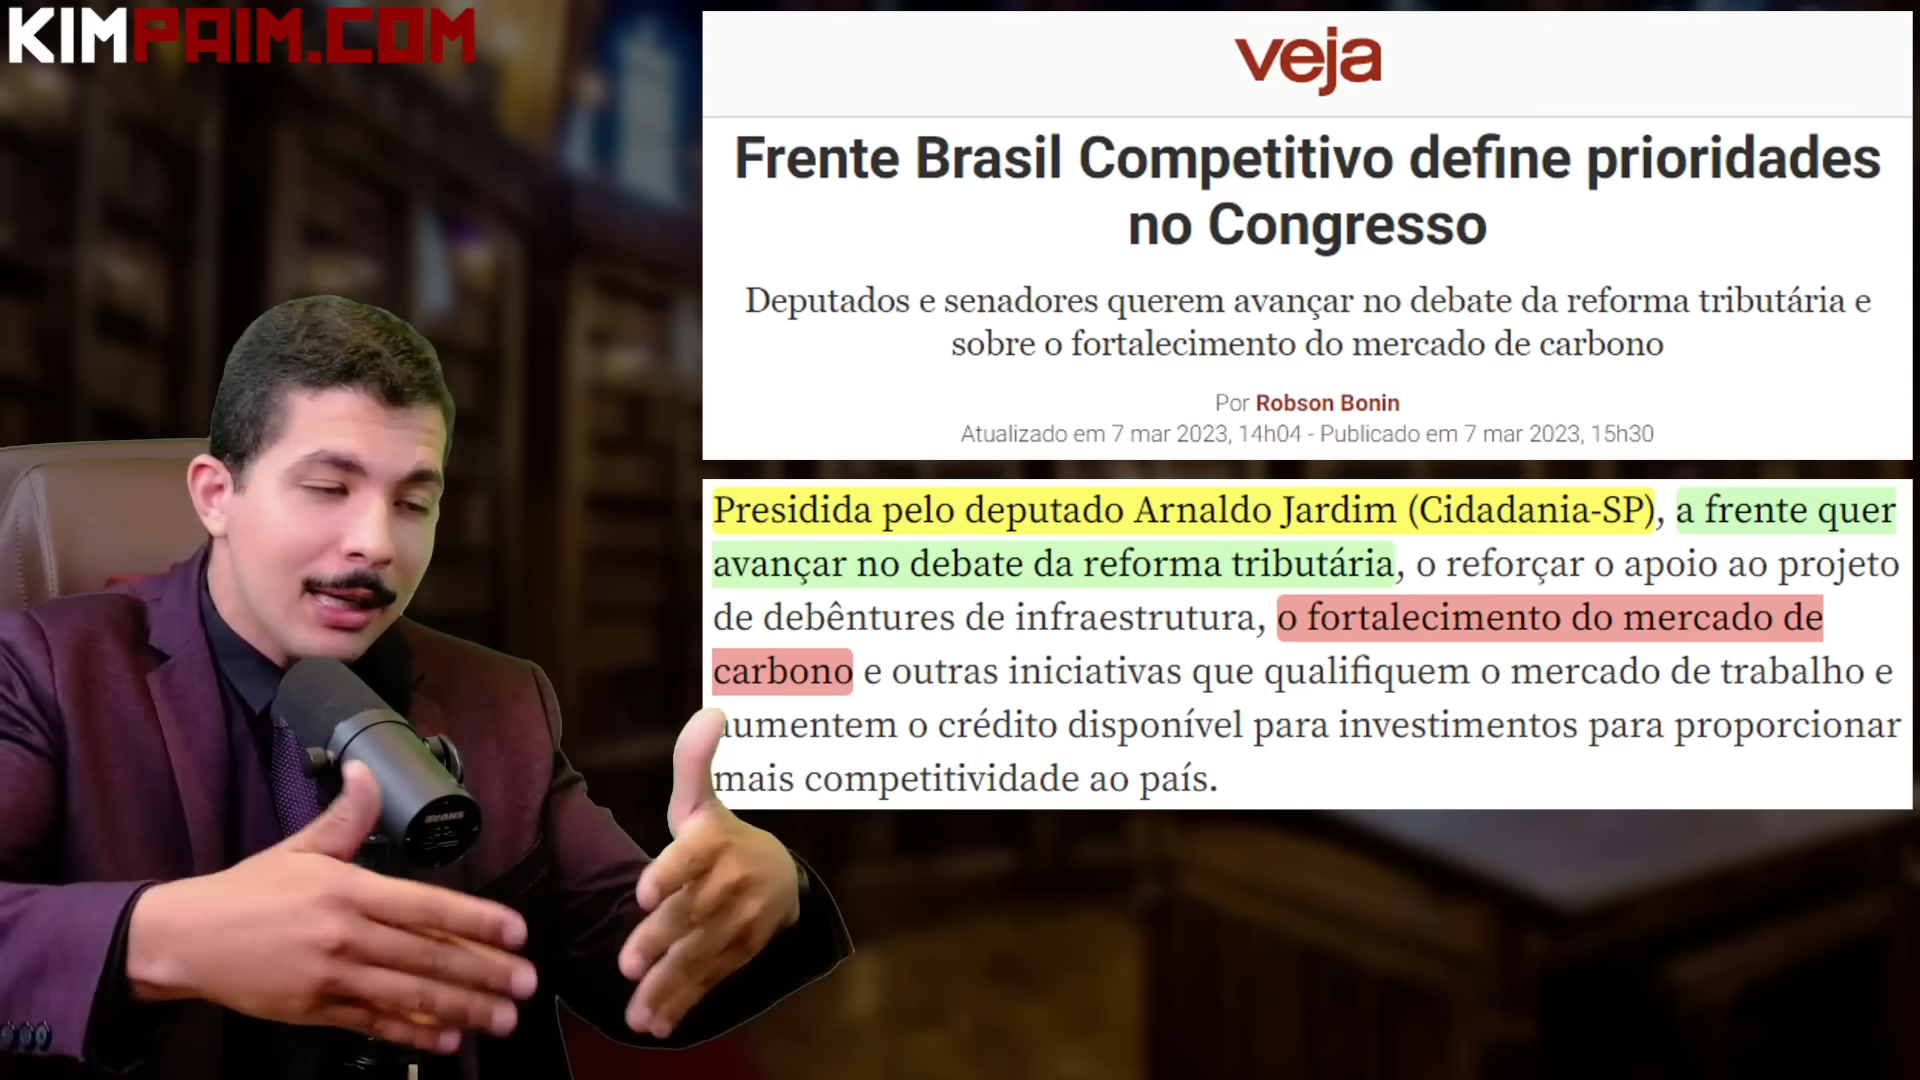 KIMPAIM.COM
veja
Frente Brasil Competitivo define prioridades
no Congresso
Deputados e senadores querem avançar no debate da reforma tributária e
sobre o fortalecimento do mercado de carbono
Por Robson Bonin
Atualizado em 7 mar 2023, 14h04 - Publicado em 7 mar 2023, 15h30
Presidida pelo deputado Arnaldo Jardim (Cidadania-SP), a frente quer
avançar no debate da reforma tributária, o reforçar o apoio ao projeto
de debêntures de infraestrutura, o fortalecimento do mercado de
carbono e outras iniciativas que qualifiquem o mercado de trabalho e
aumentem o crédito disponível para investimentos para proporcionar
mais competitividade ao país.
SHURE